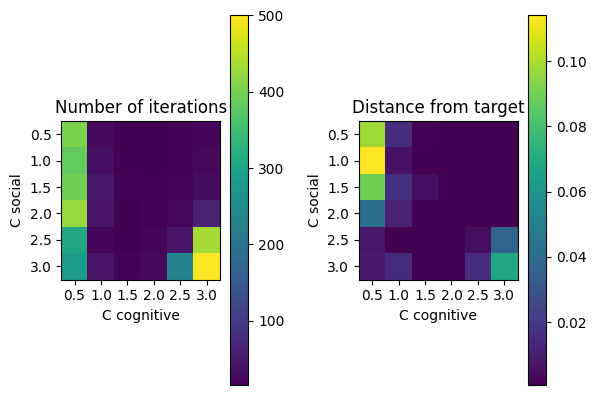 Number of iterations
C social
0.5
1.0
1.5
2.0
2.5
3.0
0.5 1.0 1.5 2.0 2.5 3.0
C cognitive
500
400
300
200
100
Distance from target
C social
0.5
1.0
1.5
2.0
2.5
3.0
0.5 1.0 1.5 2.0 2.5 3.0
C cognitive
0.10
0.08
0.06
0.04
0.02